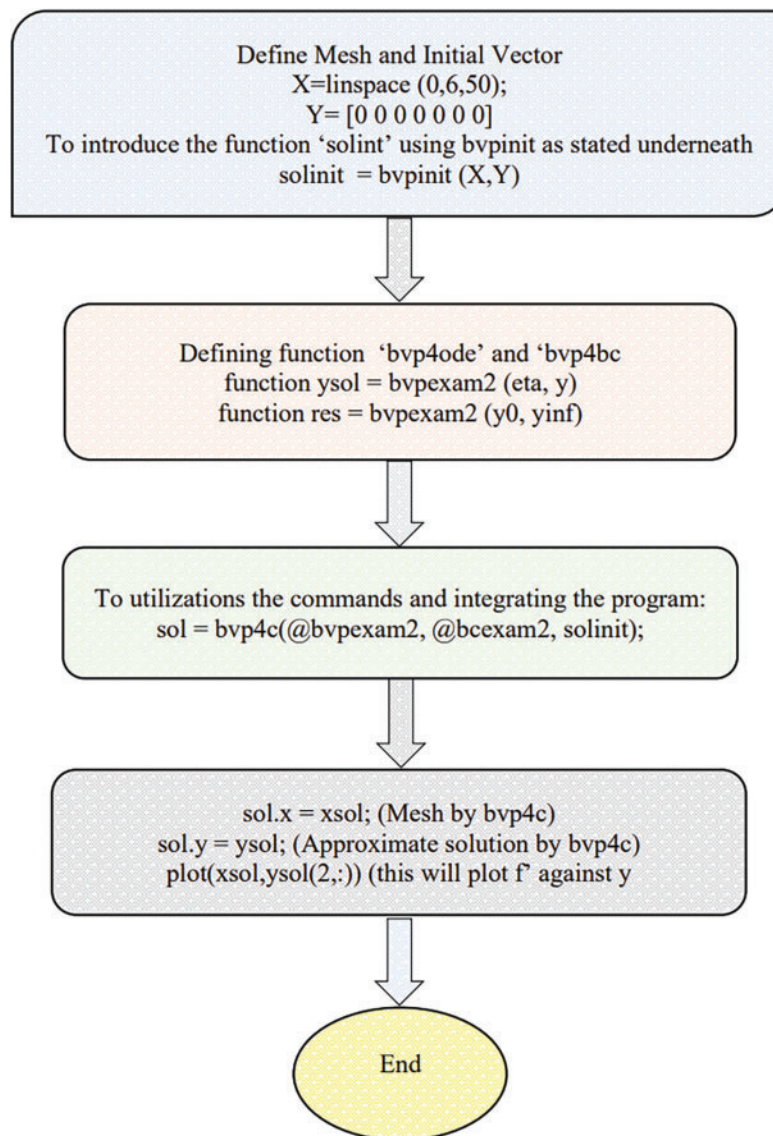 Define Mesh and Initial Vector
X=linspace (0,6,50);
Y= [0 0 0 0 0 0 0]
To introduce the function ‘solint’ using bvpinit as stated underneath
solinit = bvpinit (X,Y)
Defining function ‘bvp4ode’ and ‘bvp4bc
function ysol = bvpexam2 (eta, y)
function res = bvpexam2 (y0, yinf)
To utilizations the commands and integrating the program:
sol = bvp4c(@bvpexam2, @bcexam2, solinit);
sol.x = xsol; (Mesh by bvp4c)
sol.y = ysol; (Approximate solution by bvp4c)
plot(xsol,ysol(2,:)) (this will plot f’ against y
End